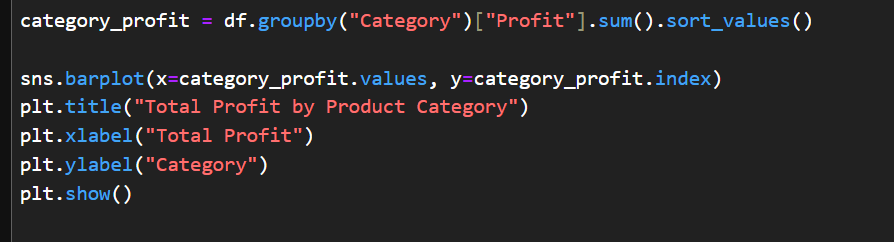 category_profit = df.groupby("Category")["Profit"].sum().sort_values()
sns.barplot(x=category_profit.values, y=category_profit.index)
plt.title("Total Profit by Product Category")
plt.xlabel("Total Profit")
plt.ylabel("Category")
plt.show()